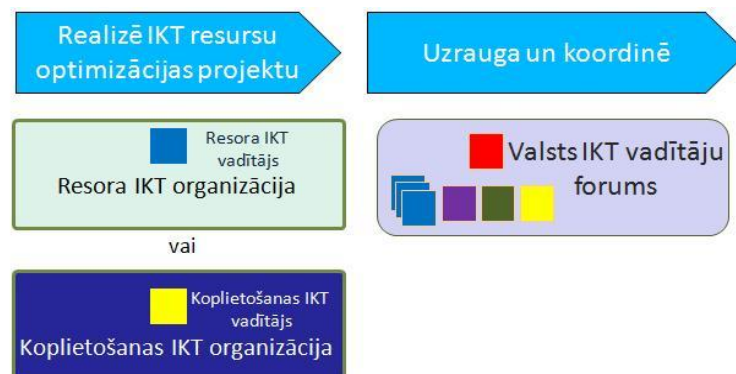 Realizē IKT resursu
optimizācijas projektu
Uzrauga un koordinē
Resora IKT
vadītājs
Resora IKT organizācija
Valsts IKT vadītāju
forums
vai
Koplietošanas IKT
vadītājs
Koplietošanas IKT organizācija